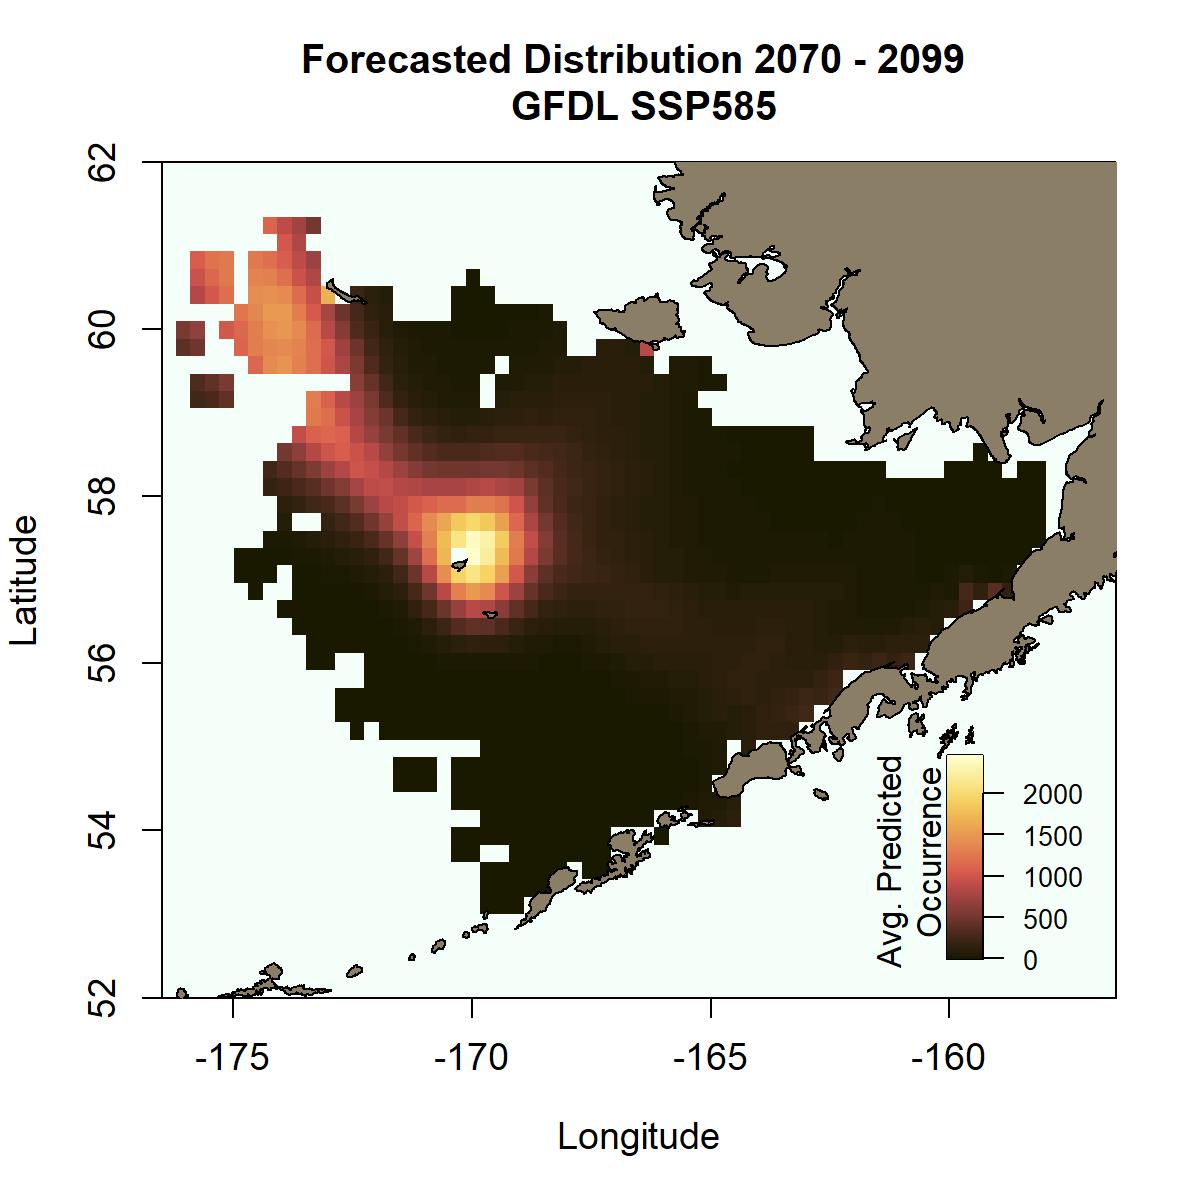 Forecasted Distribution 2070 - 2099
GFDL SSP585
62
60
58
56
54
52
Latitude
-175
-170
-165
-160
Longitude
Avg. Predicted
Occurrence
2000
1500
1000
500
0